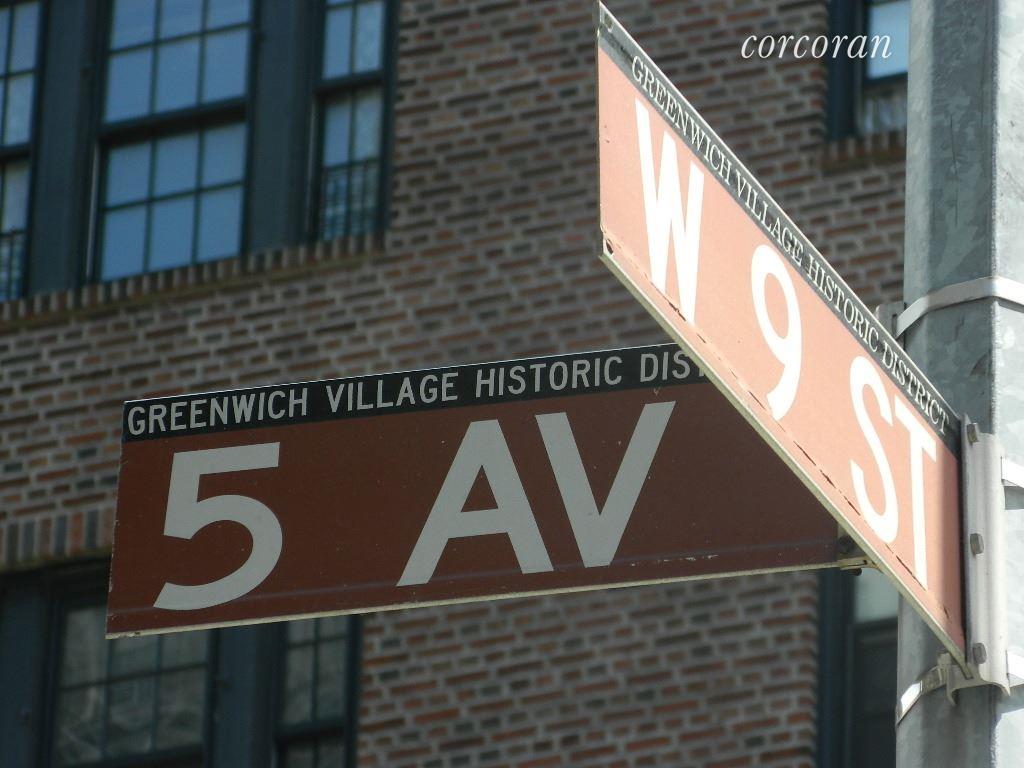 corcoran
GREENWICH VILLAGE HISTORIC DISTRICT
W 9 ST
GREENWICH VILLAGE HISTORIC DIS
5 AV